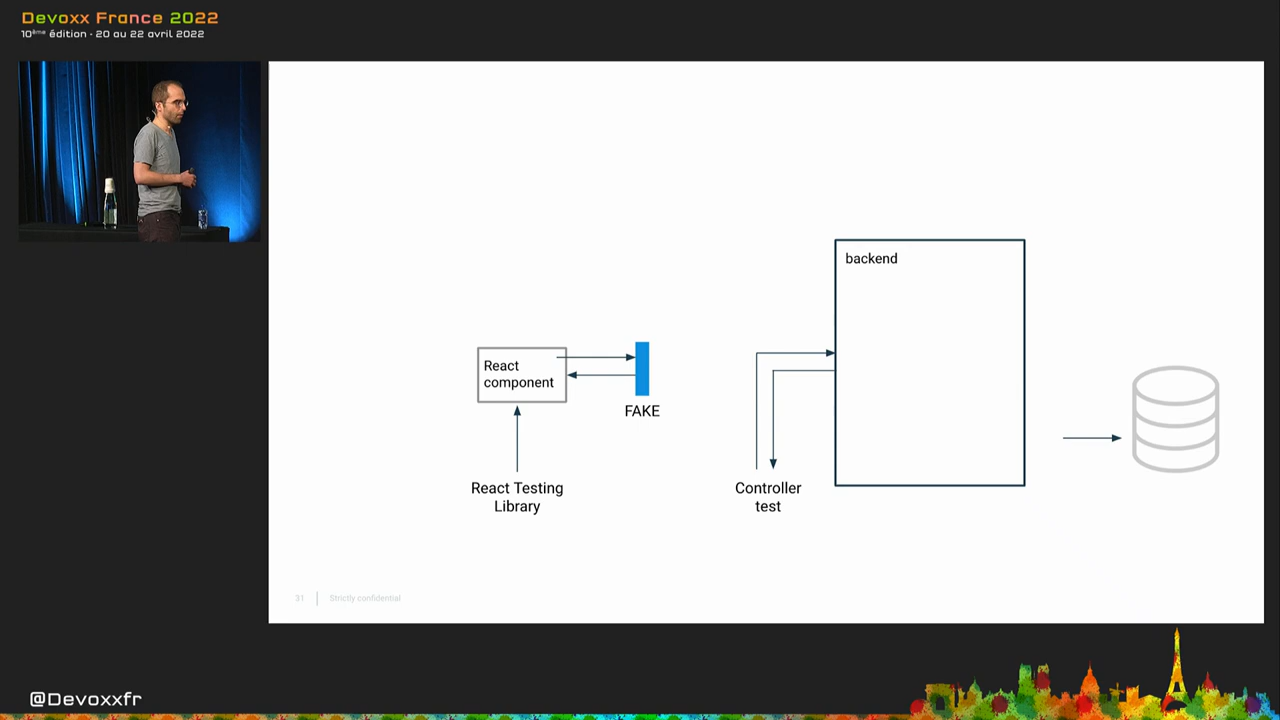 Devoxx France 2022
10ème édition - 20 au 22 avril 2022
backend
React
component
FAKE
React Testing
Library
Controller
test
31
Strictly confidential
@Devoxxfr